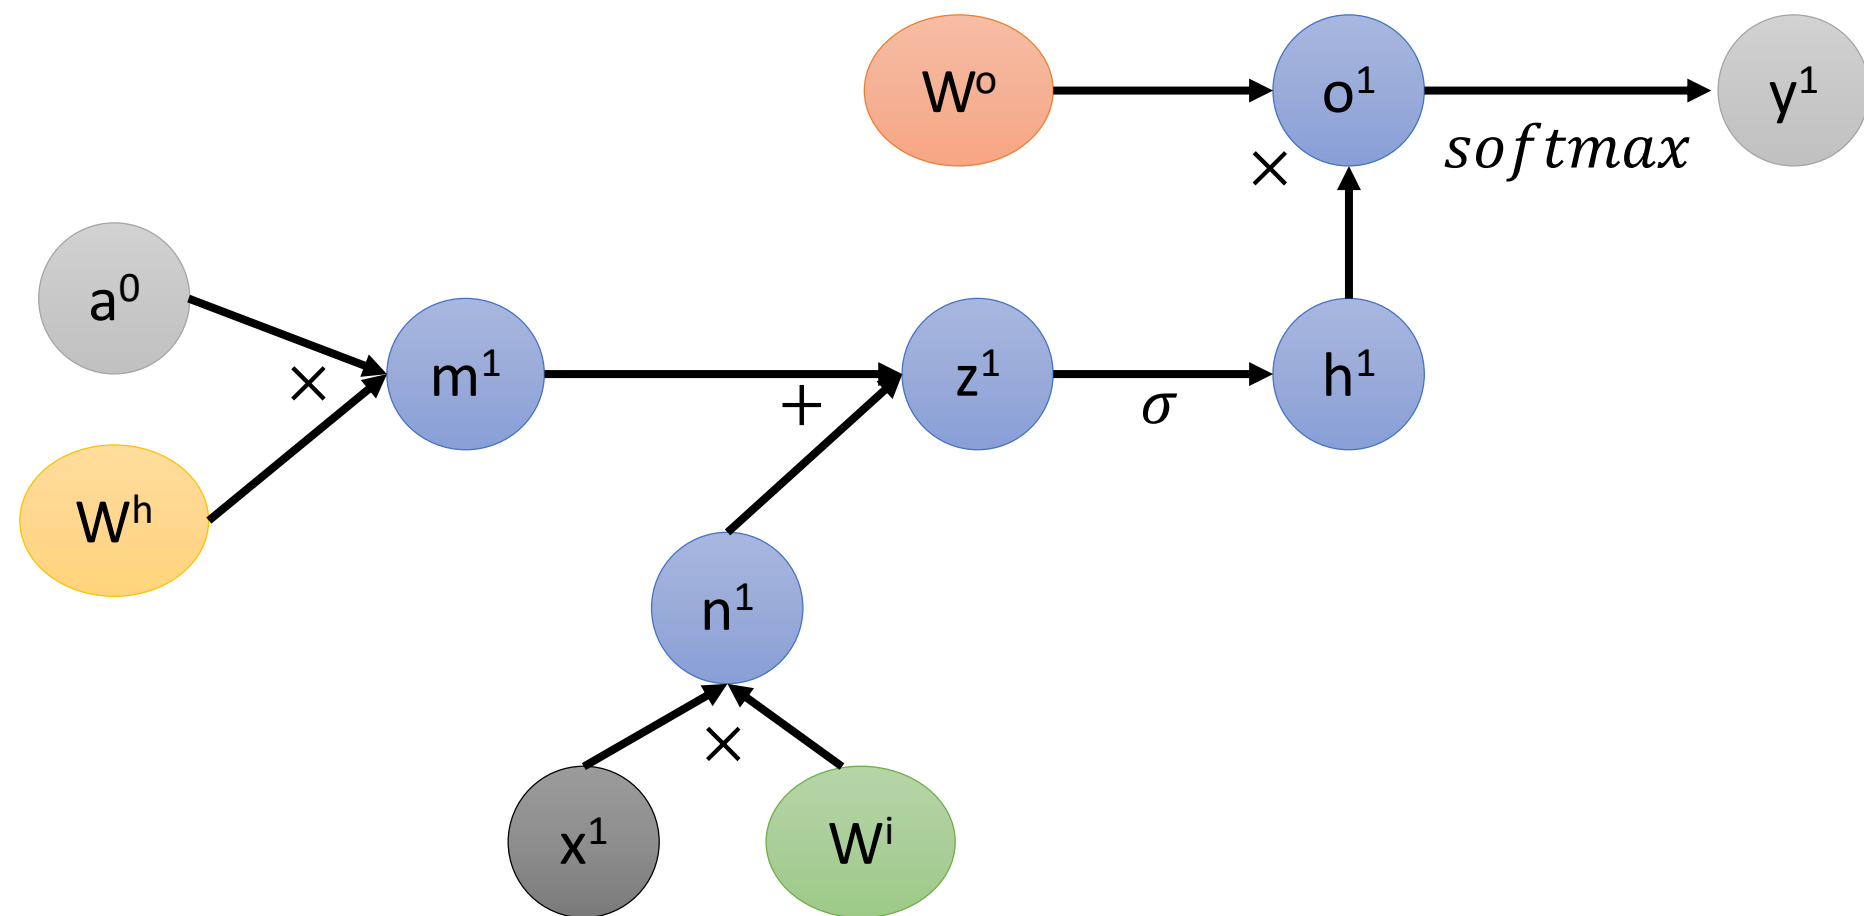 Wᵒ
o¹
y¹
×
softmax
a⁰
m¹
z¹
h¹
×
+
σ
Wʰ
n¹
×
x¹
Wⁱ